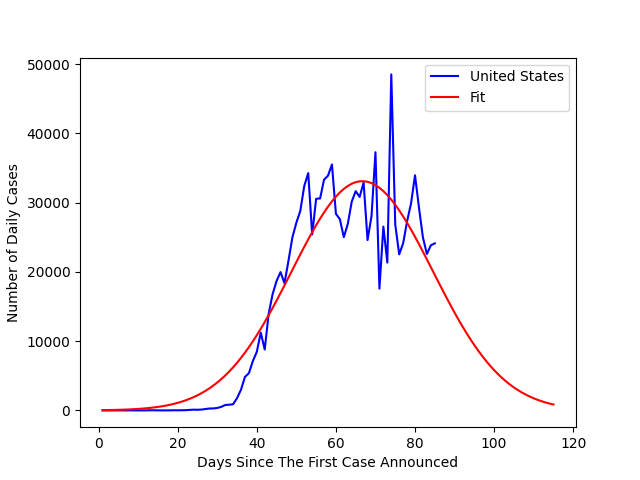 50000
40000
30000
20000
10000
0
Number of Daily Cases
United States
Fit
0 20 40 60 80 100 120
Days Since The First Case Announced